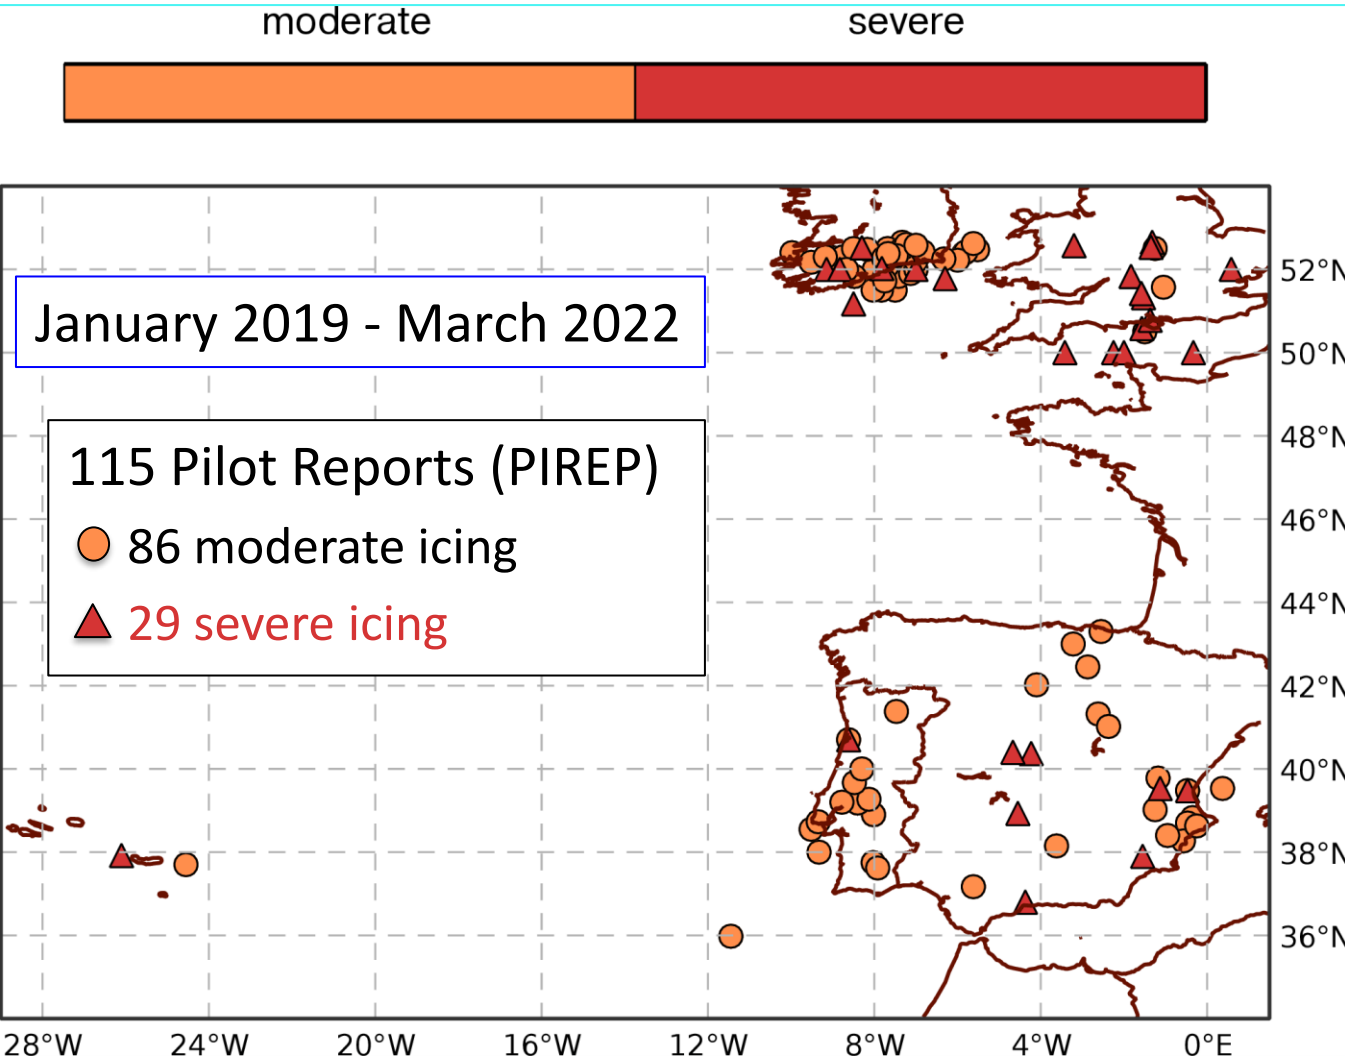 moderate severe
January 2019 - March 2022
115 Pilot Reports (PIREP)
86 moderate icing
29 severe icing
52°N
50°N
48°N
46°N
44°N
42°N
40°N
38°N
36°N
28°W 24°W 20°W 16°W 12°W 8°W 4°W 0°E